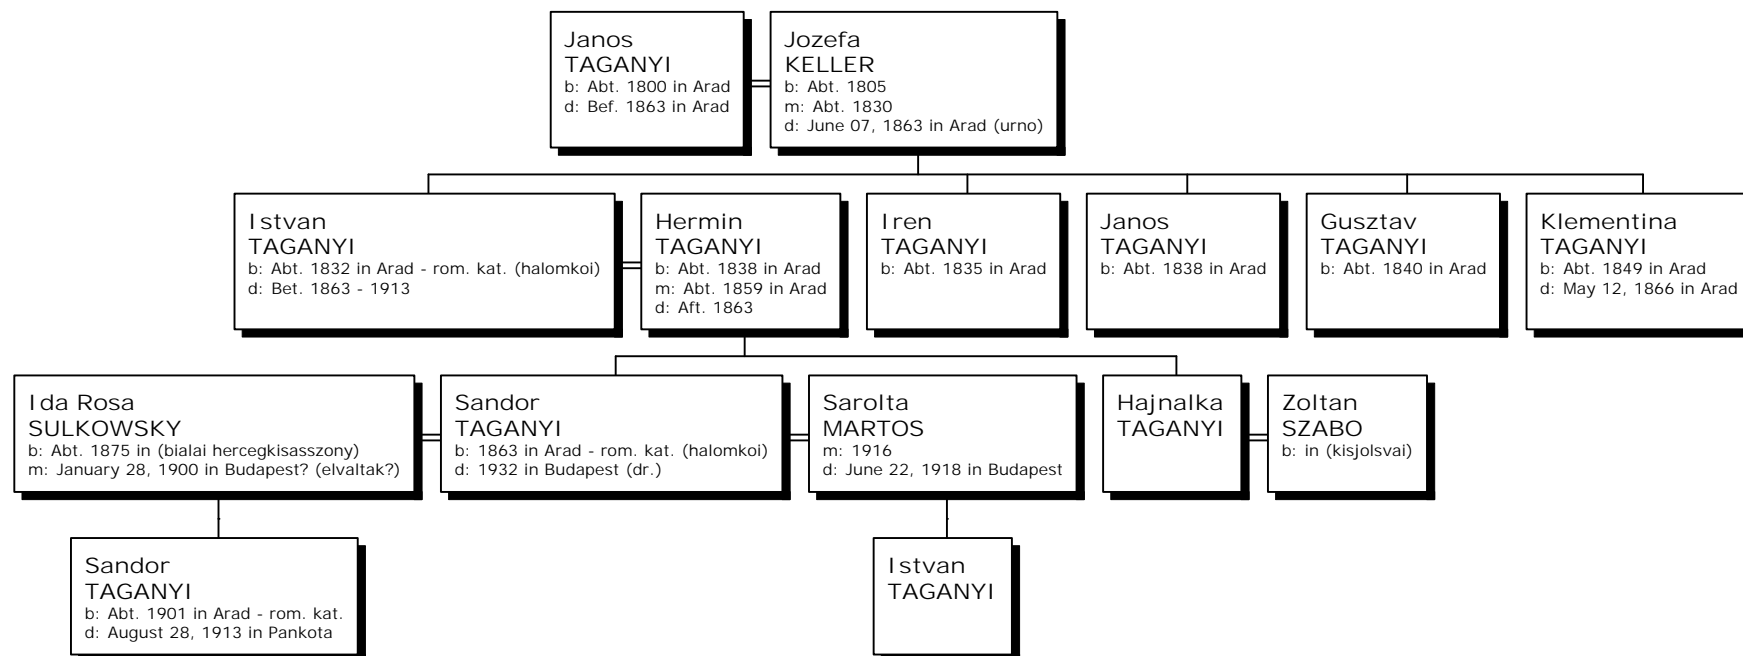 Janos
TAGANYI
b: Abt. 1800 in Arad
d: Bef. 1863 in Arad
Jozefa
KELLER
b: Abt. 1805
m: Abt. 1830
d: June 07, 1863 in Arad (urno)
Istvan
TAGANYI
b: Abt. 1832 in Arad - rom. kat. (halomkoi)
d: Bet. 1863 - 1913
Hermin
TAGANYI
b: Abt. 1838 in Arad
m: Abt. 1859 in Arad
d: Aft. 1863
Iren
TAGANYI
b: Abt. 1835 in Arad
Janos
TAGANYI
b: Abt. 1838 in Arad
Gusztav
TAGANYI
b: Abt. 1840 in Arad
Klementina
TAGANYI
b: Abt. 1849 in Arad
d: May 12, 1866 in Arad
Ida Rosa
SULKOWSKY
b: Abt. 1875 in (bialai hercegkisasszony)
m: January 28, 1900 in Budapest? (elvaltak?)
Sandor
TAGANYI
b: 1863 in Arad - rom. kat. (halomkoi)
d: 1932 in Budapest (dr.)
Sarolta
MARTOS
m: 1916
d: June 22, 1918 in Budapest
Hajnalka
TAGANYI
Zoltan
SZABO
b: in (kisjolsvai)
Sandor
TAGANYI
b: Abt. 1901 in Arad - rom. kat.
d: August 28, 1913 in Pankota
Istvan
TAGANYI